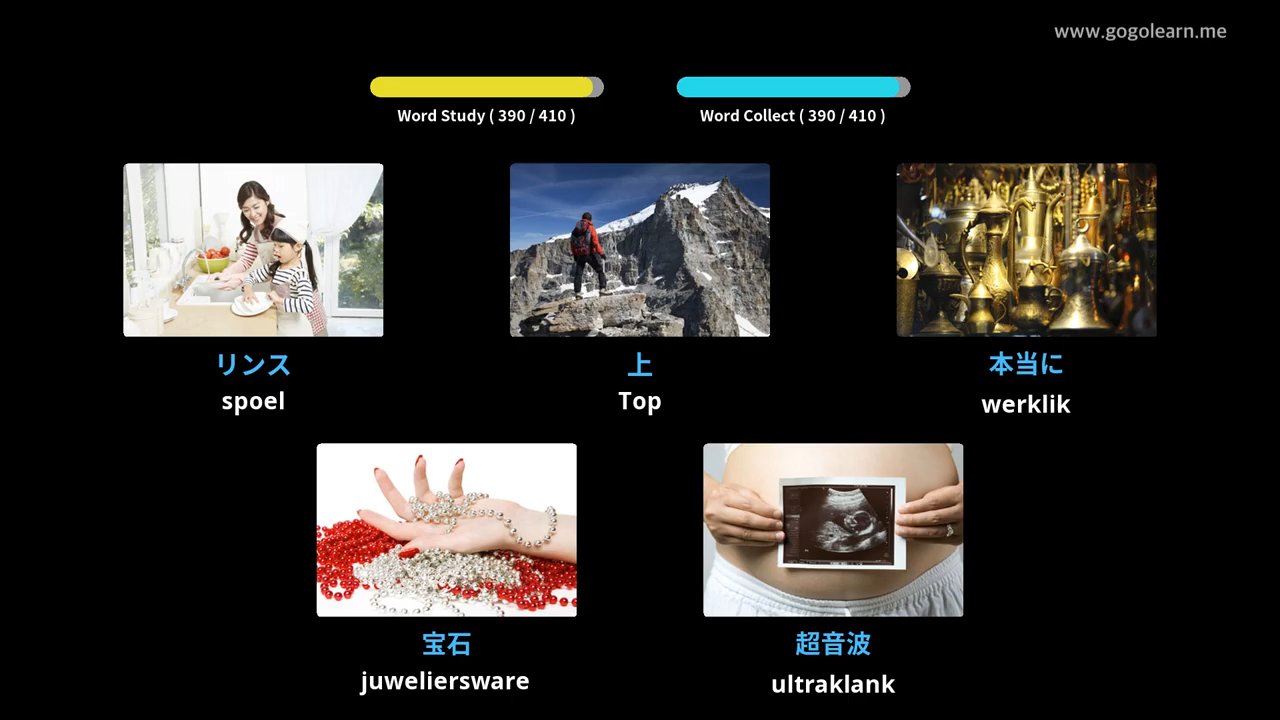 www.gogolearn.me
Word Study ( 390 / 410 )
Word Collect ( 390 / 410 )
リンス
spoel
上
Top
本当に
werklik
宝石
juweliersware
超音波
ultraklank